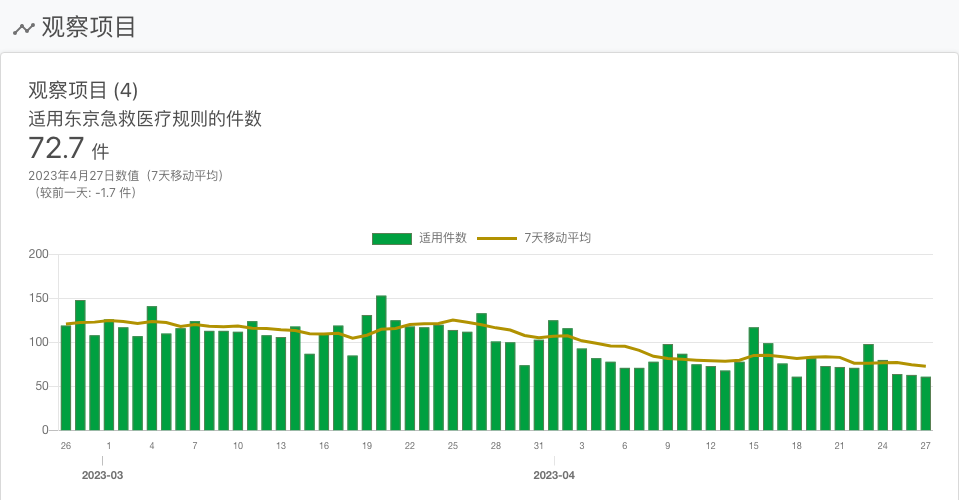 观察项目
观察项目 (4)
适用东京急救医疗规则的件数
72.7 件
2023年4月27日数值（7天移动平均）
（较前一天: -1.7 件）
适用件数 7天移动平均
200
150
100
50
0
26 1 4 7 10 13 16 19 22 25 28 31 3 6 9 12 15 18 21 24 27
2023-03 2023-04